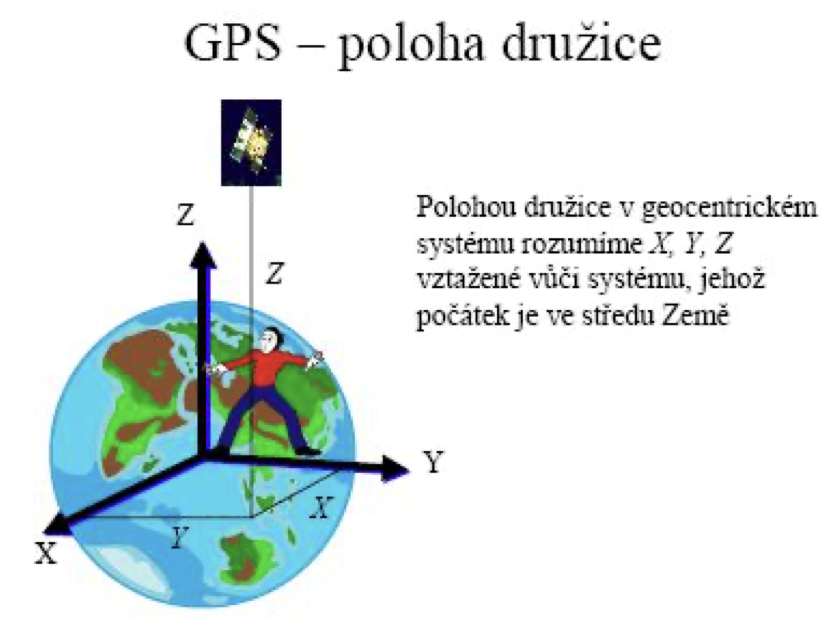 GPS – poloha družice
Z
Z
Polohou družice v geocentrickém
systému rozumíme X, Y, Z
vztažené vůči systému, jehož
počátek je ve středu Země
Y
X
Y
X